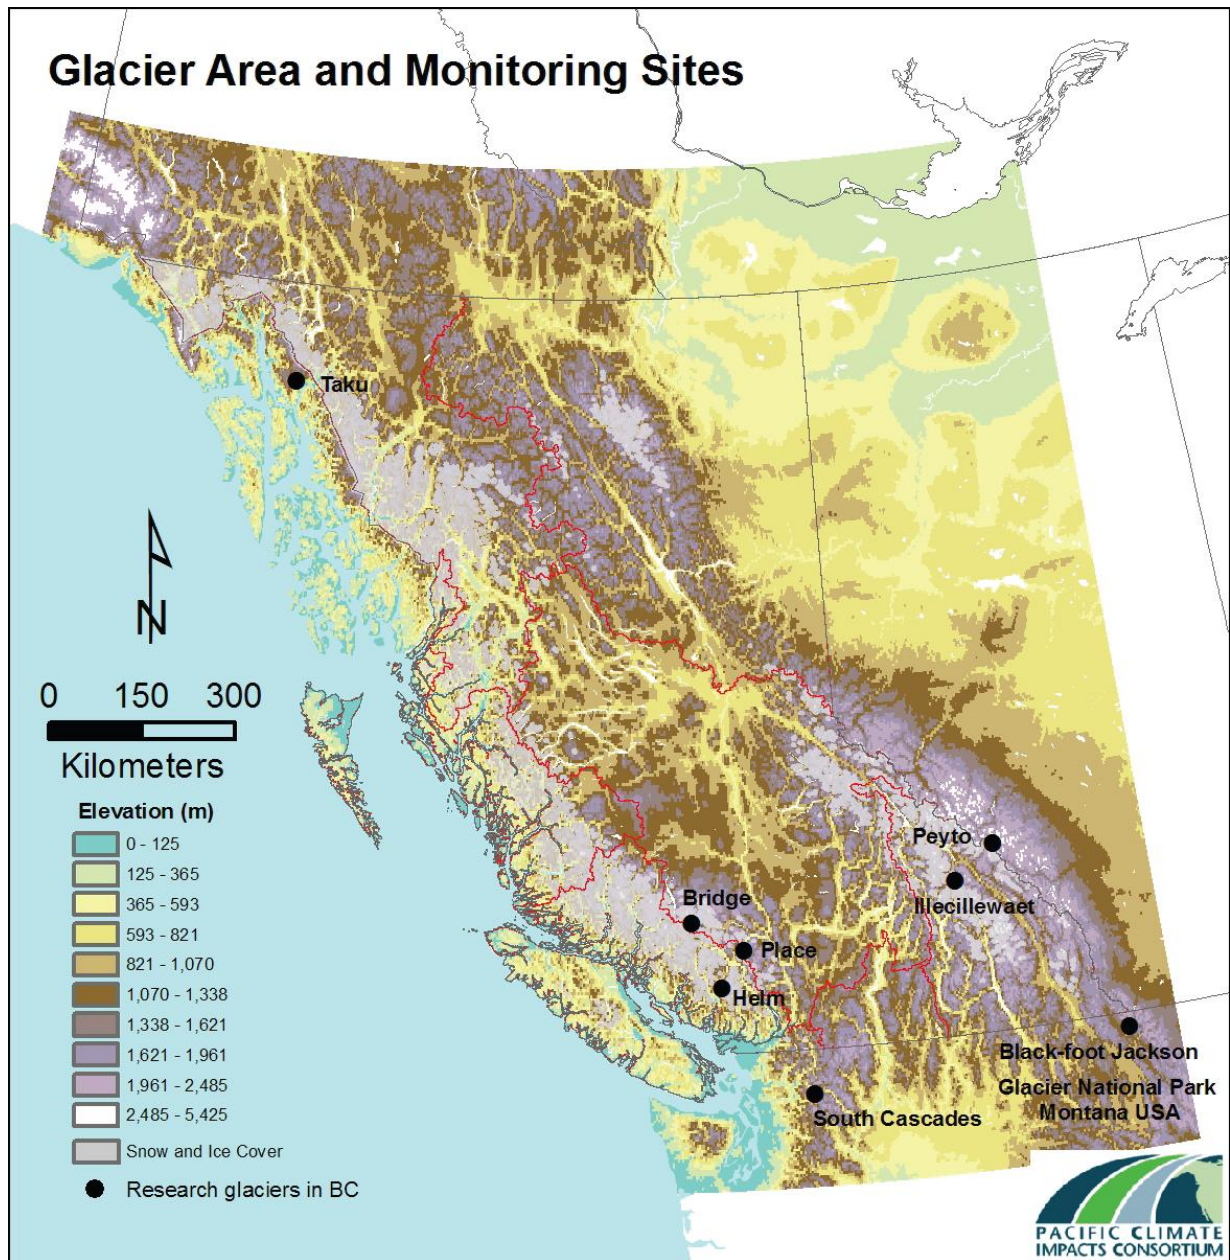 Glacier Area and Monitoring Sites
Taku
N
0 150 300
Kilometers
Elevation (m)
0 - 125
125 - 365
365 - 593
593 - 821
821 - 1,070
1,070 - 1,338
1,338 - 1,621
1,621 - 1,961
1,961 - 2,485
2,485 - 5,425
Snow and Ice Cover
Research glaciers in BC
Peyto
Illecillewaet
Bridge
Place
Helm
Black-foot Jackson
Glacier National Park
Montana USA
South Cascades
PACIFIC CLIMATE
IMPACTS CONSORTIUM